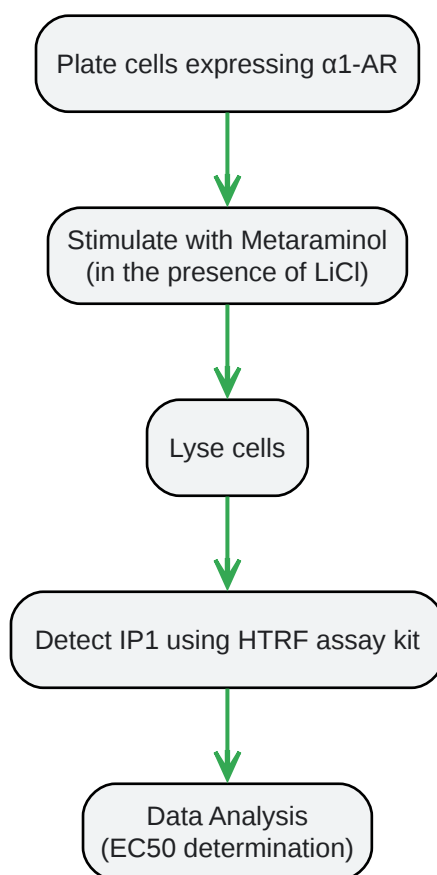 Plate cells expressing α1-AR
Stimulate with Metaraminol
(in the presence of LiCl)
Lyse cells
Detect IP1 using HTRF assay kit
Data Analysis
(EC50 determination)